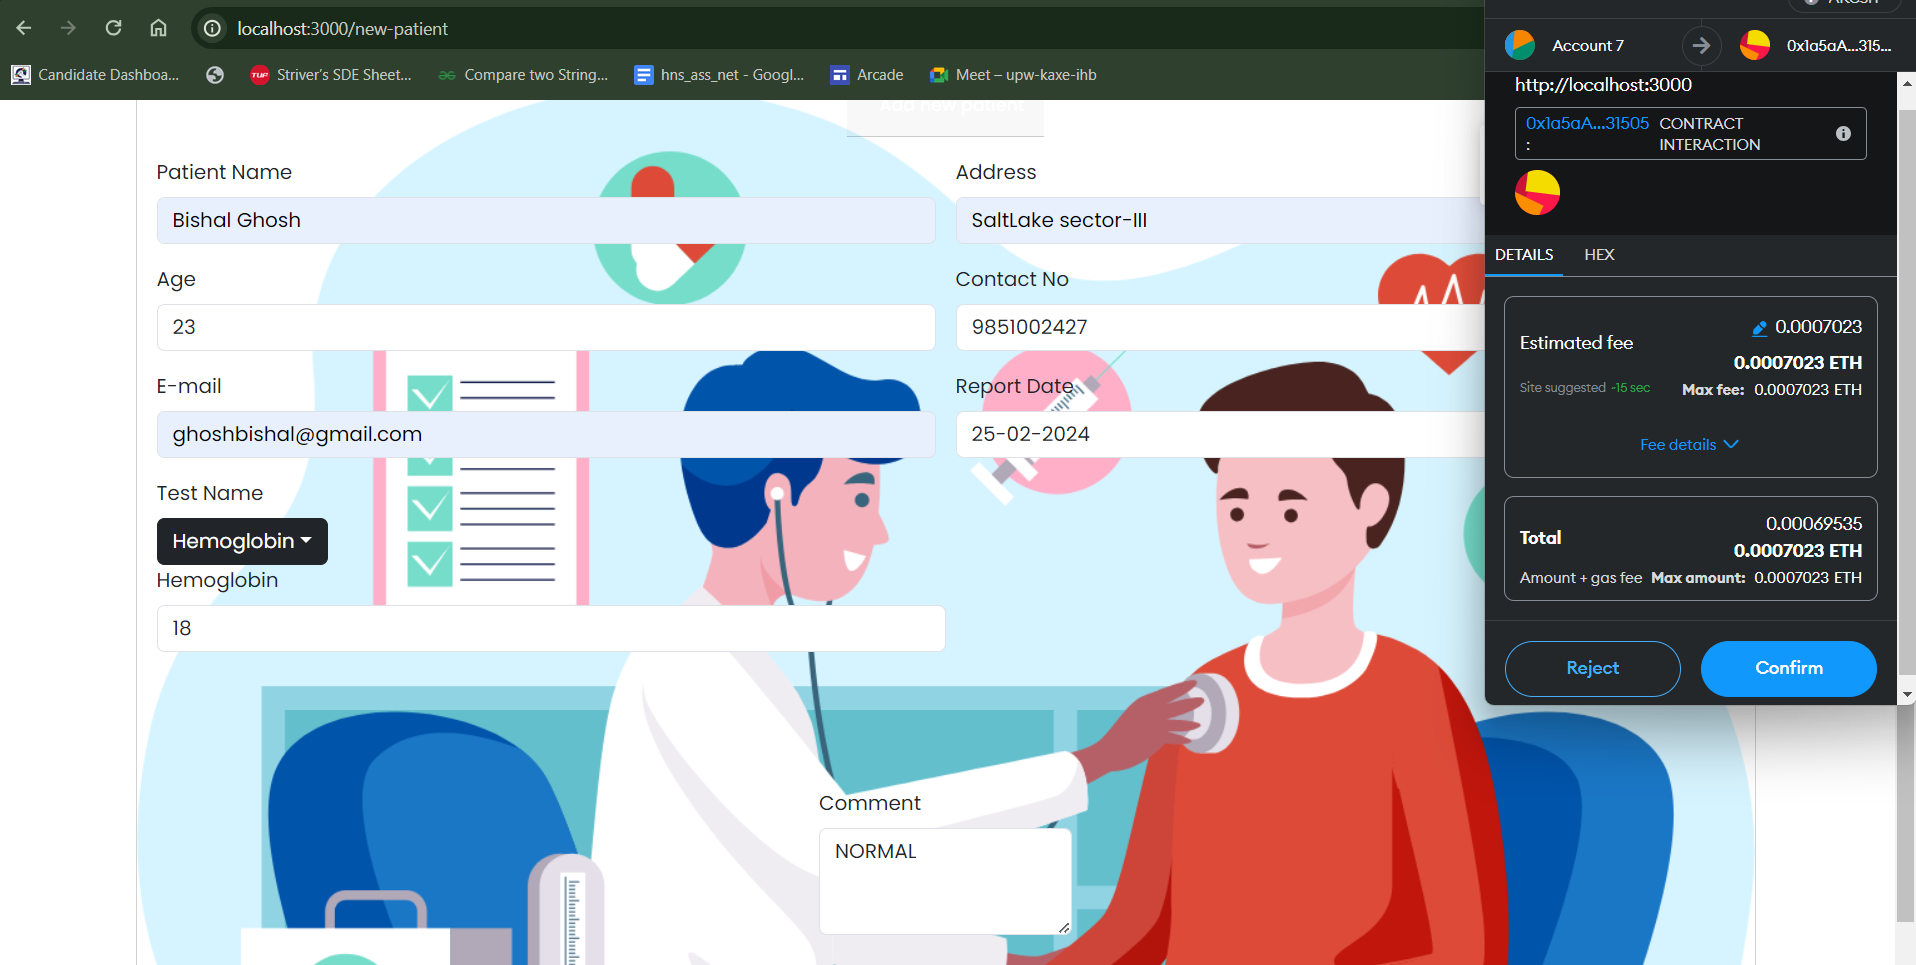 localhost:3000/new-patient
Candidate Dashboa...
TUF
Striver's SDE Sheet...
Compare two String...
hns_ass_net - Googl...
Arcade
Meet – upw-kaxe-ihb
Add new patient
Patient Name
Address
Bishal Ghosh
SaltLake sector-III
Age
Contact No
23
9851002427
E-mail
Report Date
ghoshbishal@gmail.com
25-02-2024
Test Name
Hemoglobin
Hemoglobin
18
Comment
NORMAL
Account 7
0x1a5aA...315...
http://localhost:3000
0x1a5aA...31505 CONTRACT
: INTERACTION
DETAILS HEX
Estimated fee
0.0007023
0.0007023 ETH
Site suggested ~15 sec Max fee: 0.0007023 ETH
Fee details
0.00069535
Total
0.0007023 ETH
Amount + gas fee Max amount: 0.0007023 ETH
Reject Confirm